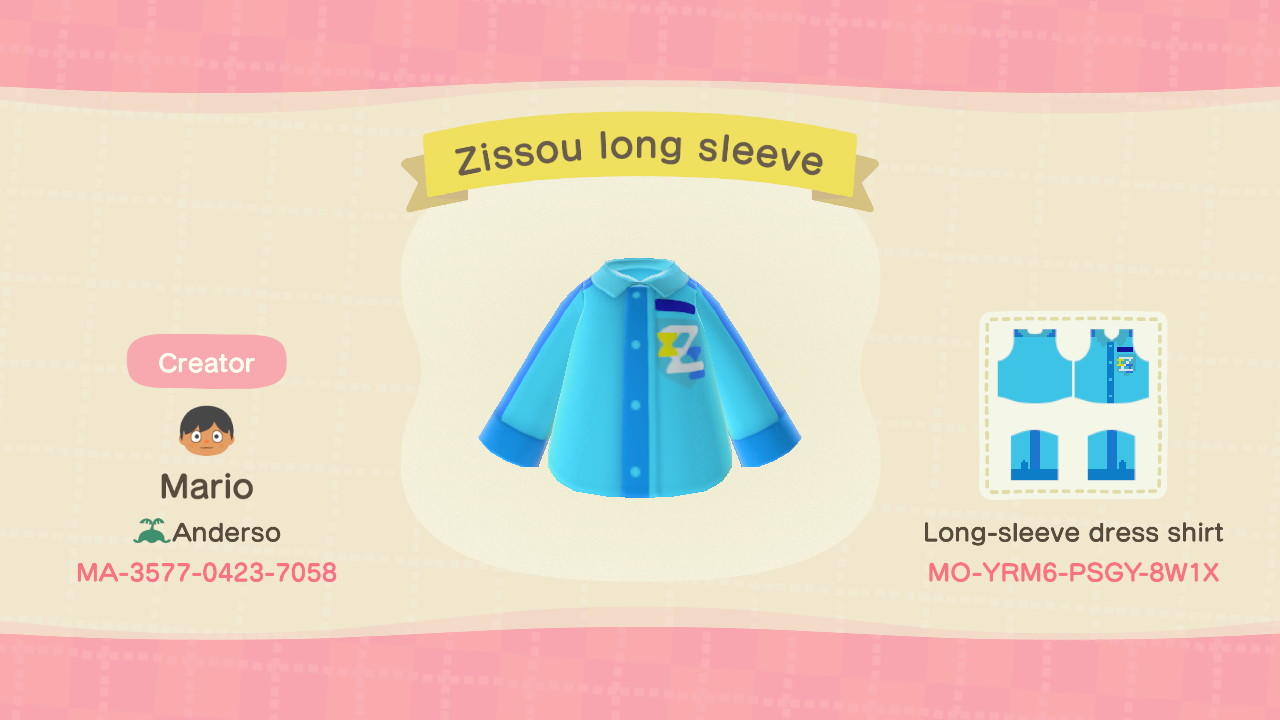 Zissou long sleeve
Creator
Mario
Anderso
MA-3577-0423-7058
Z
Long-sleeve dress shirt
MO-YRM6-PSGY-8W1X